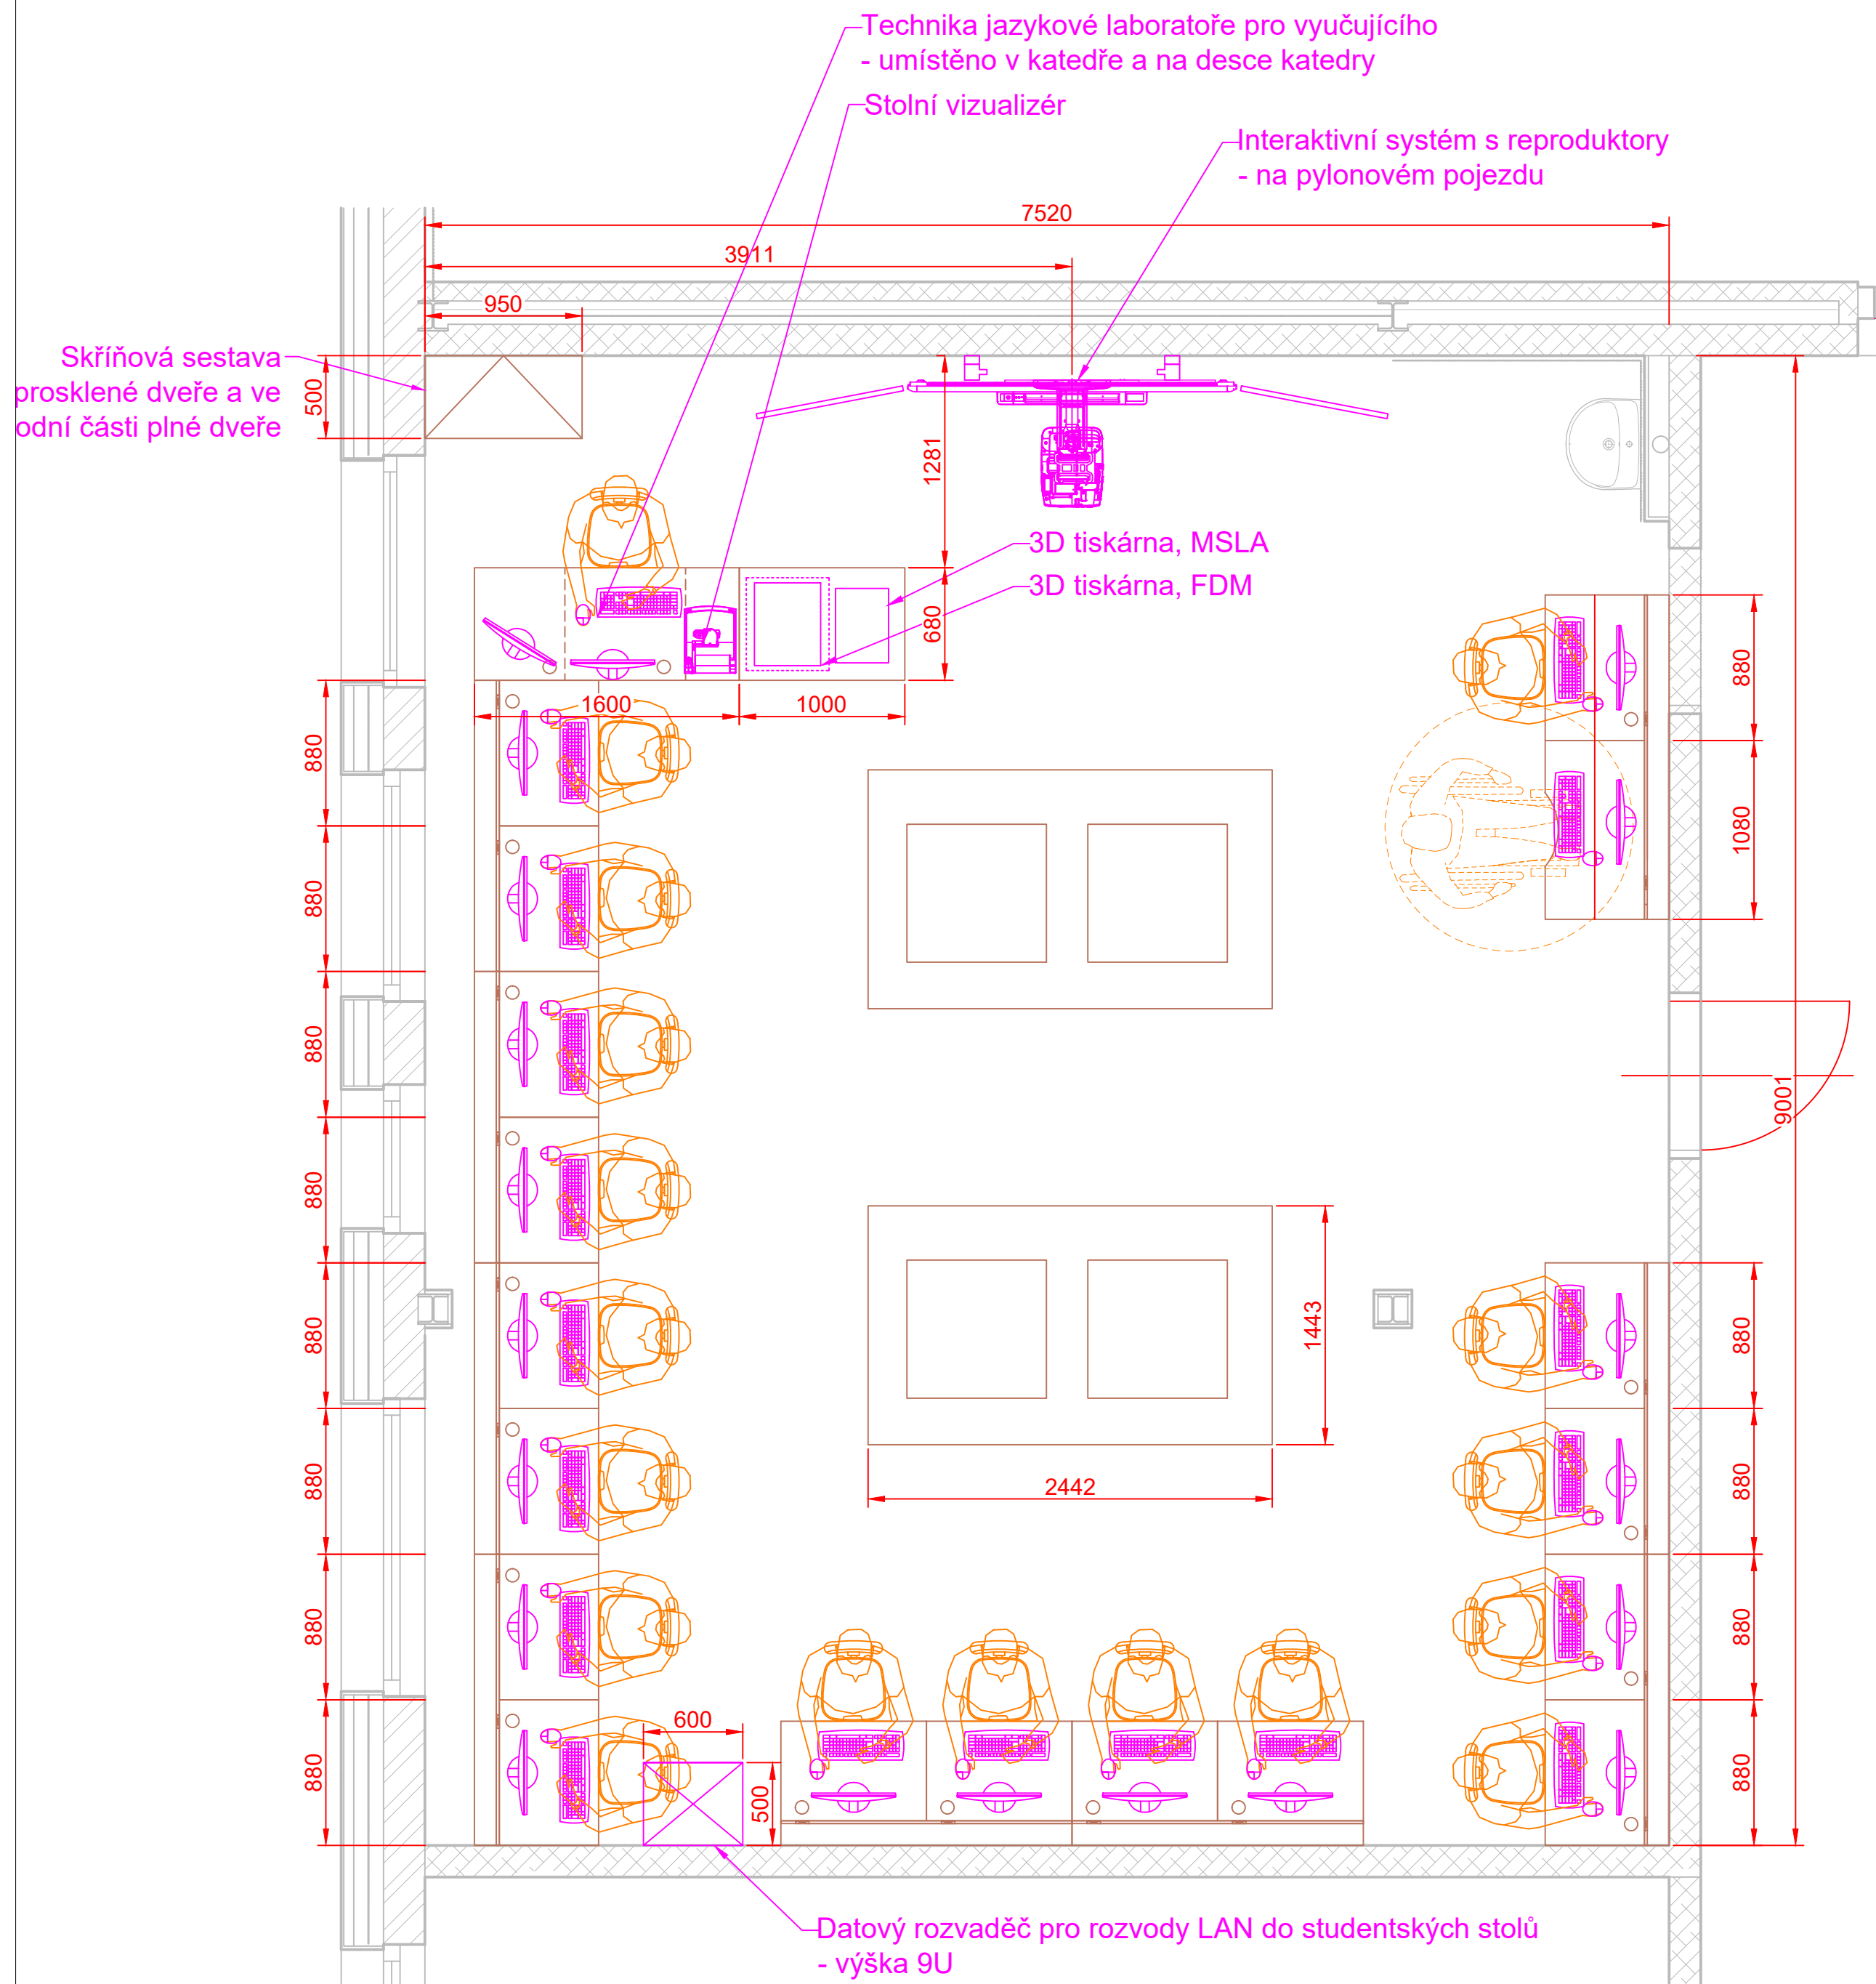 Technika jazykové laboratoře pro vyučujícího
- umístěno v katedře a na desce katedry
Stolní vizualizér
Interaktivní systém s reproduktory
- na pylonovém pojezdu
7520
3911
950
Skříňová sestava
prosklené dveře a ve
odní části plné dveře
500
1281
3D tiskárna, MSLA
3D tiskárna, FDM
680
1600
1000
880
880
880
880
880
880
880
880
880
1080
9001
1443
2442
880
880
880
880
600
500
Datový rozvaděč pro rozvody LAN do studentských stolů
- výška 9U